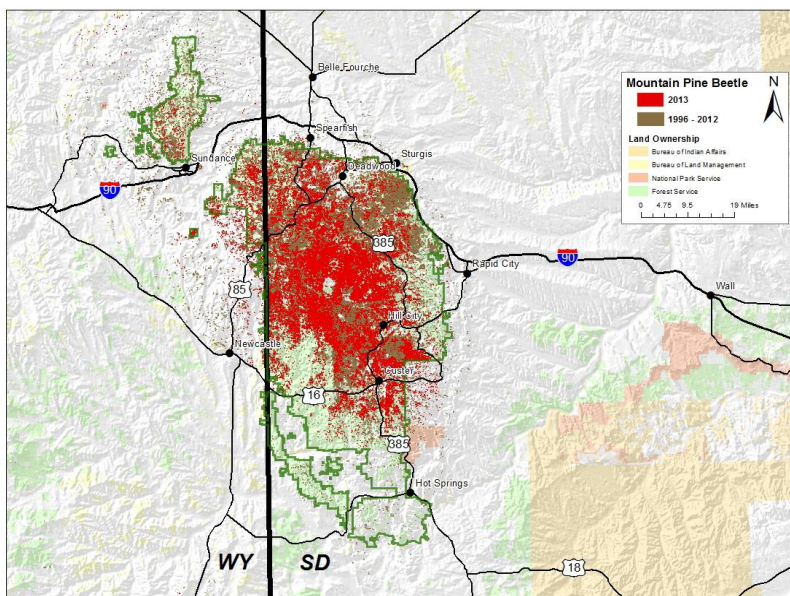 Belle Fourche
Mountain Pine Beetle
N
2013
1996 - 2012
Land Ownership
Bureau of Indian Affairs
Bureau of Land Management
National Park Service
Forest Service
0 4.75 9.5 19 Miles
Spearfish
Sturgis
Sundance
Deadwood
90
385
90
Rapid City
85
Wall
Hill City
Newcastle
Custer
16
385
Hot Springs
WY
SD
18